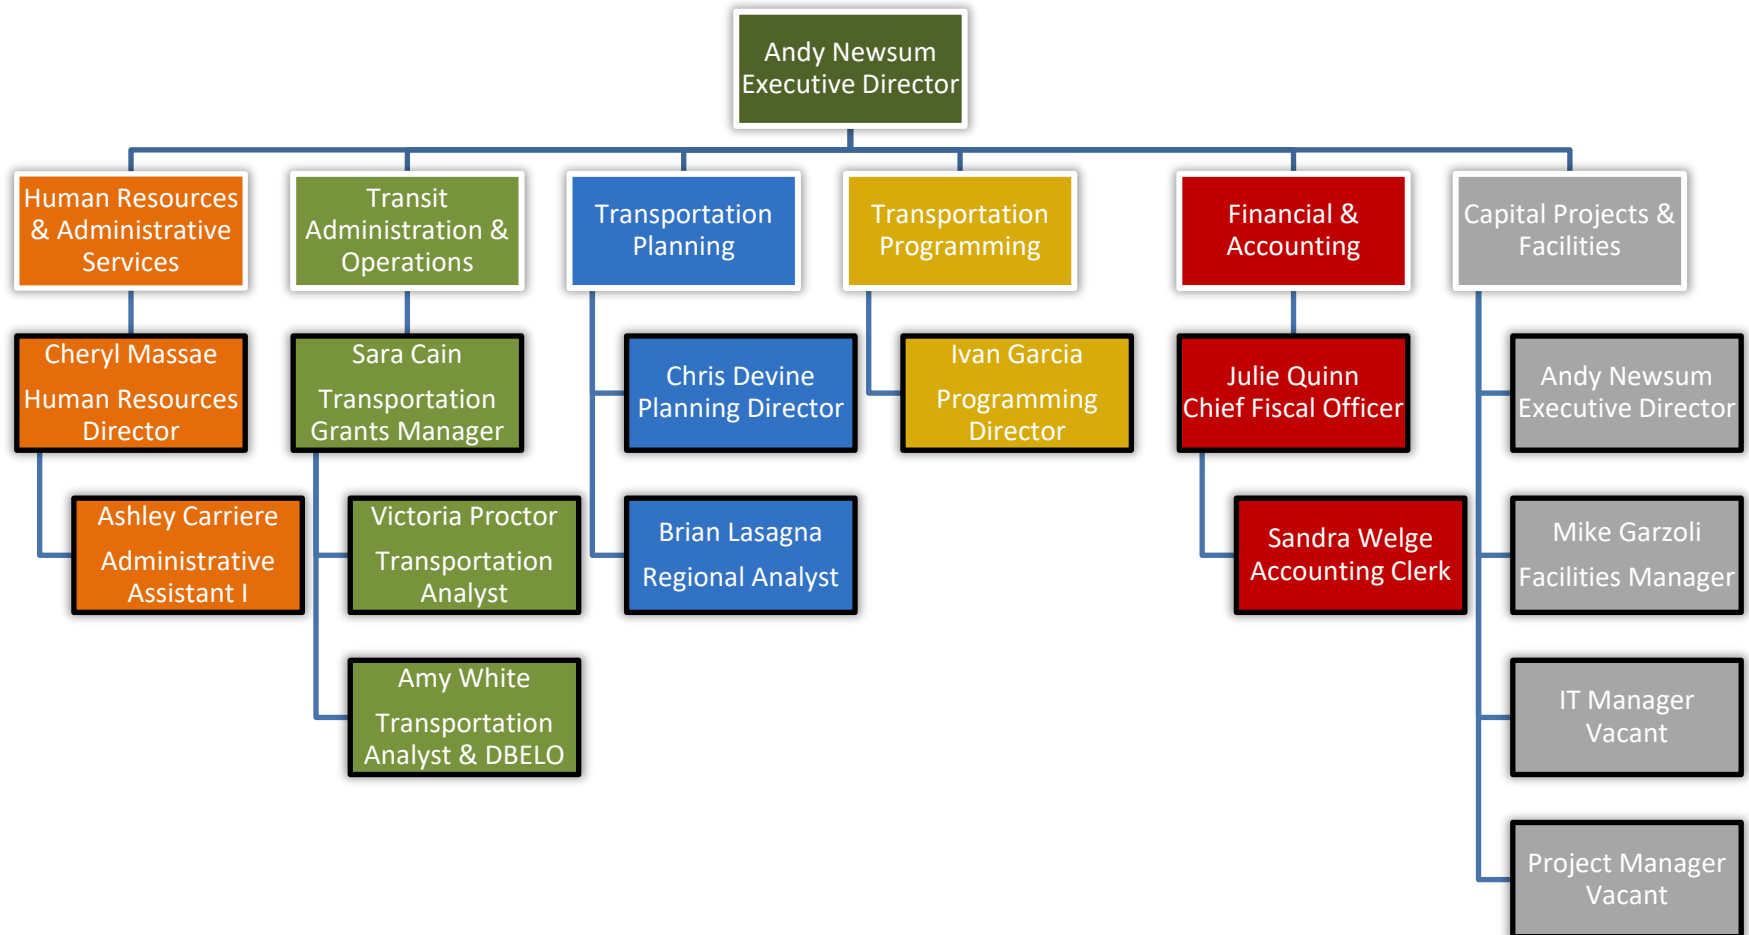 Andy Newsum
Executive Director
Human Resources
& Administrative
Services
Transit
Administration &
Operations
Transportation
Planning
Transportation
Programming
Financial &
Accounting
Capital Projects &
Facilities
Cheryl Massae
Human Resources
Director
Sara Cain
Transportation
Grants Manager
Chris Devine
Planning Director
Ivan Garcia
Programming
Director
Julie Quinn
Chief Fiscal Officer
Andy Newsum
Executive Director
Ashley Carriere
Administrative
Assistant I
Victoria Proctor
Transportation
Analyst
Brian Lasagna
Regional Analyst
Sandra Welge
Accounting Clerk
Mike Garzoli
Facilities Manager
Amy White
Transportation
Analyst & DBELO
IT Manager
Vacant
Project Manager
Vacant